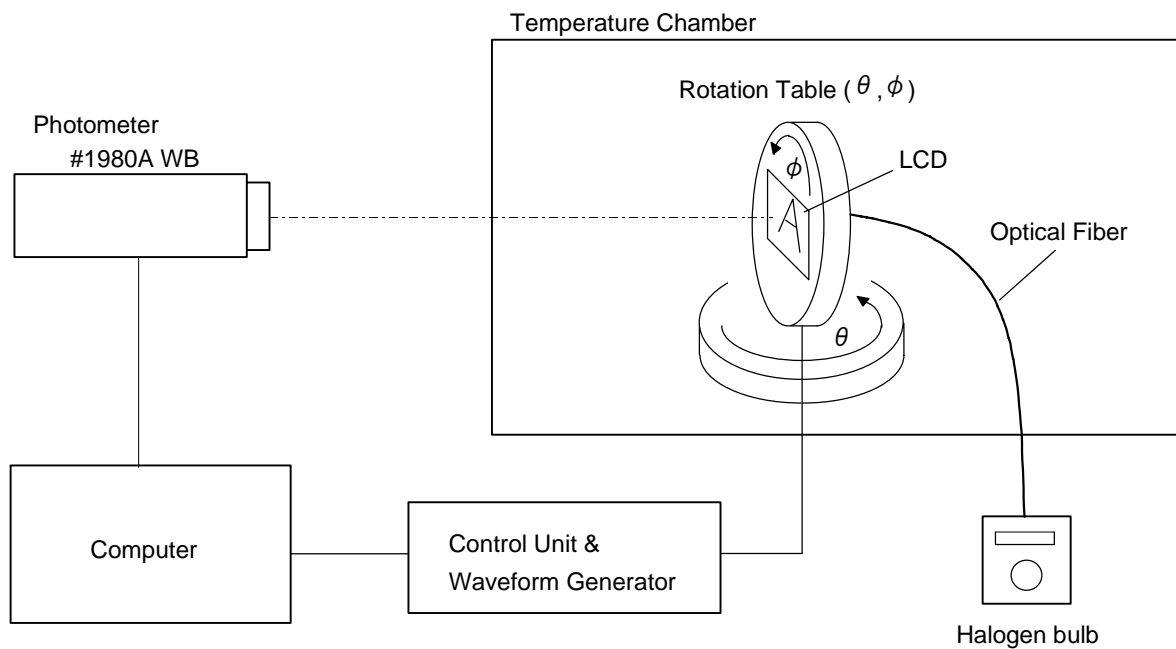 Temperature Chamber
Rotation Table ( θ , φ )
Photometer
#1980A WB
φ
LCD
A
Optical Fiber
θ
Computer
Control Unit &
Waveform Generator
Halogen bulb